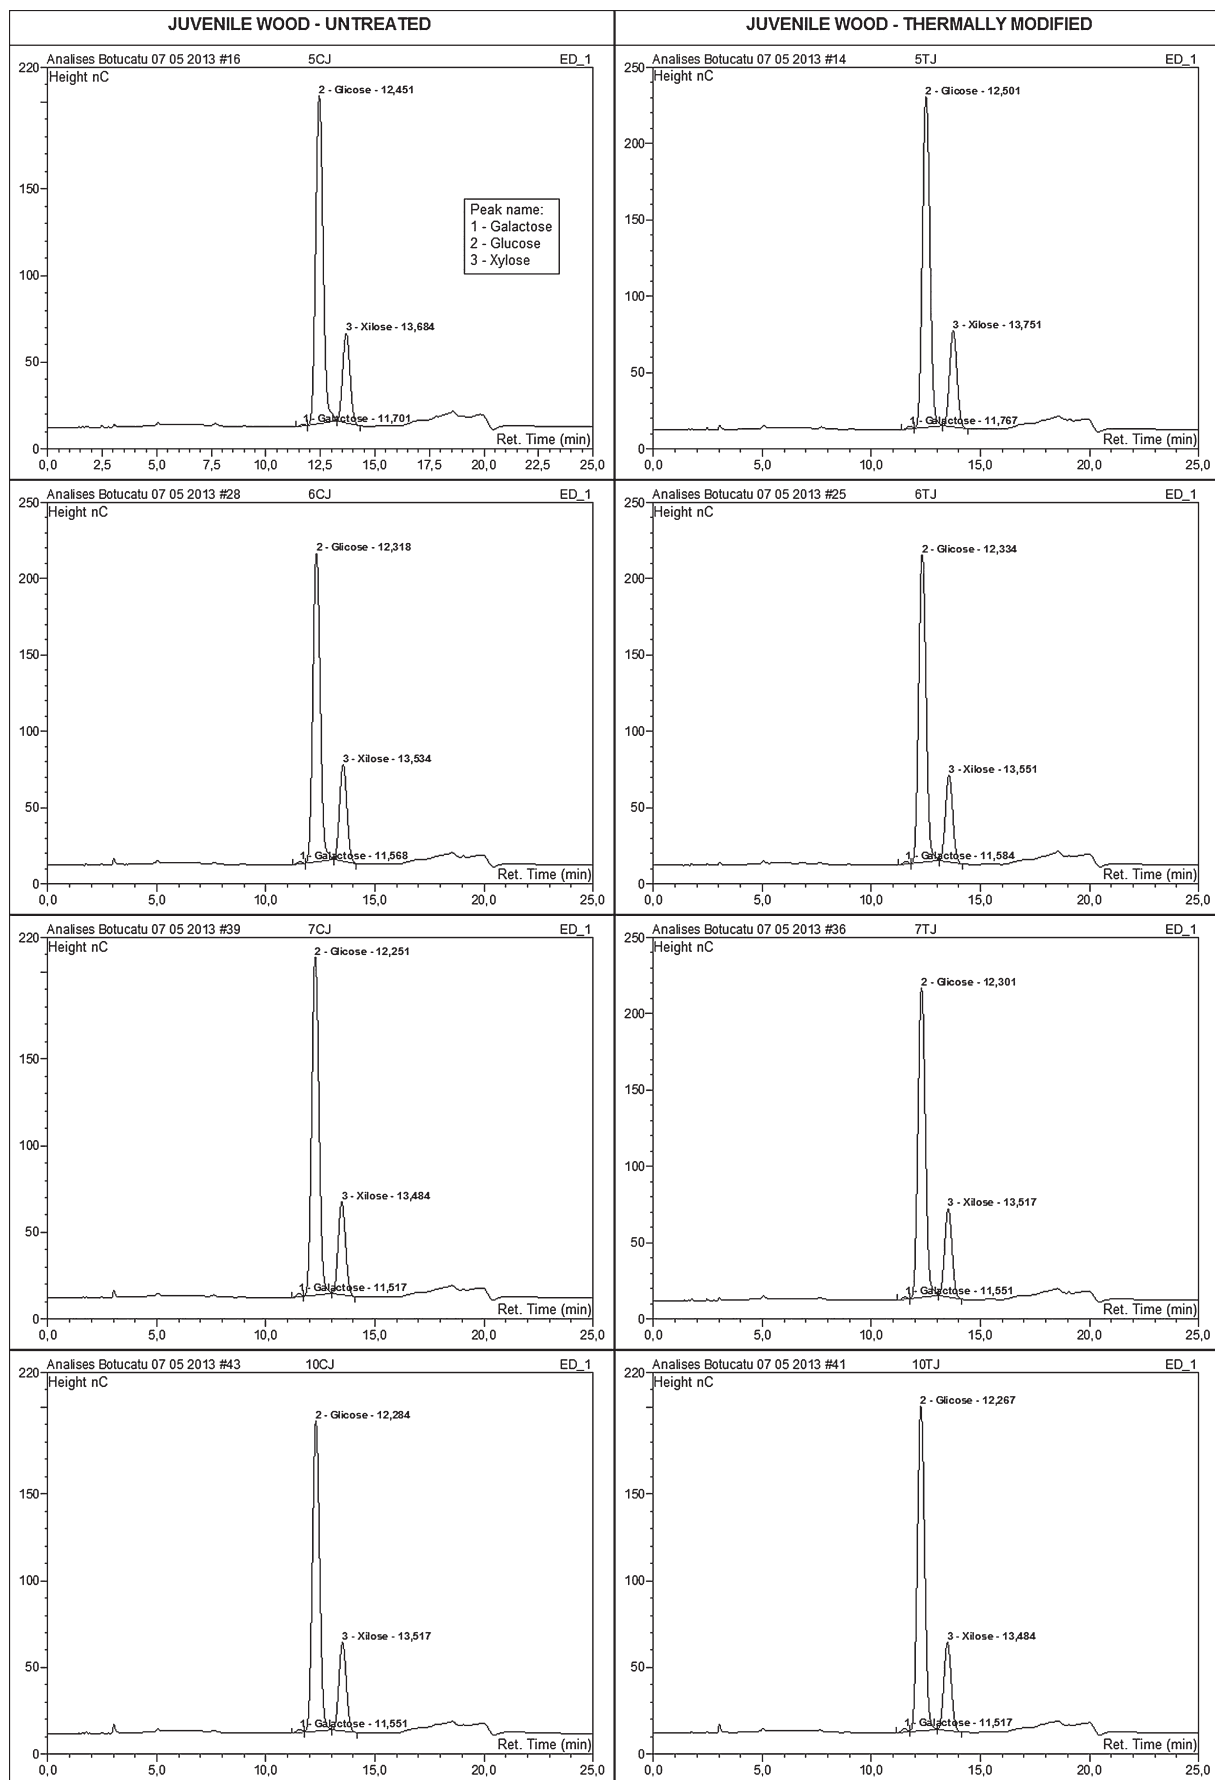 JUVENILE WOOD - UNTREATED
JUVENILE WOOD - THERMALLY MODIFIED
Analises Botucatu 07 05 2013 #16 5CJ ED_1
220
Height nC
2 - Glicose - 12,451
Peak name:
1 - Galactose
2 - Glucose
3 - Xylose
150
100
3 - Xilose - 13,684
50
1 - Galactose - 11,701
Ret. Time (min)
0
0,0 2,5 5,0 7,5 10,0 12,5 15,0 17,5 20,0 22,5 25,0
Analises Botucatu 07 05 2013 #14 5TJ ED_1
250
Height nC
2 - Glicose - 12,501
200
150
100
3 - Xilose - 13,751
50
1 - Galactose - 11,767
Ret. Time (min)
0
0,0 5,0 10,0 15,0 20,0 25,0
Analises Botucatu 07 05 2013 #28 6CJ ED_1
250
Height nC
2 - Glicose - 12,318
200
150
100
3 - Xilose - 13,534
50
1 - Galactose - 11,568
Ret. Time (min)
0
0,0 5,0 10,0 15,0 20,0 25,0
Analises Botucatu 07 05 2013 #25 6TJ ED_1
250
Height nC
2 - Glicose - 12,334
200
150
100
3 - Xilose - 13,551
50
1 - Galactose - 11,584
Ret. Time (min)
0
0,0 5,0 10,0 15,0 20,0 25,0
Analises Botucatu 07 05 2013 #39 7CJ ED_1
220
Height nC
2 - Glicose - 12,251
150
100
3 - Xilose - 13,484
50
1 - Galactose - 11,517
Ret. Time (min)
0
0,0 5,0 10,0 15,0 20,0 25,0
Analises Botucatu 07 05 2013 #36 7TJ ED_1
250
Height nC
2 - Glicose - 12,301
200
150
100
3 - Xilose - 13,517
50
1 - Galactose - 11,551
Ret. Time (min)
0
0,0 5,0 10,0 15,0 20,0 25,0
Analises Botucatu 07 05 2013 #43 10CJ ED_1
220
Height nC
2 - Glicose - 12,284
150
100
3 - Xilose - 13,517
50
1 - Galactose - 11,551
Ret. Time (min)
0
0,0 5,0 10,0 15,0 20,0 25,0
Analises Botucatu 07 05 2013 #41 10TJ ED_1
220
Height nC
2 - Glicose - 12,267
150
100
3 - Xilose - 13,484
50
1 - Galactose - 11,517
Ret. Time (min)
0
0,0 5,0 10,0 15,0 20,0 25,0